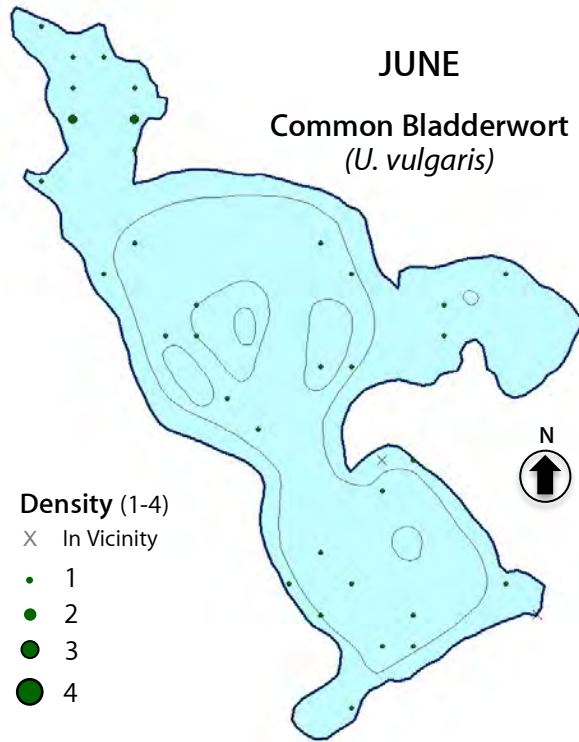 JUNE
Common Bladderwort
(U. vulgaris)
N
Density (1-4)
X In Vicinity
1
2
3
4